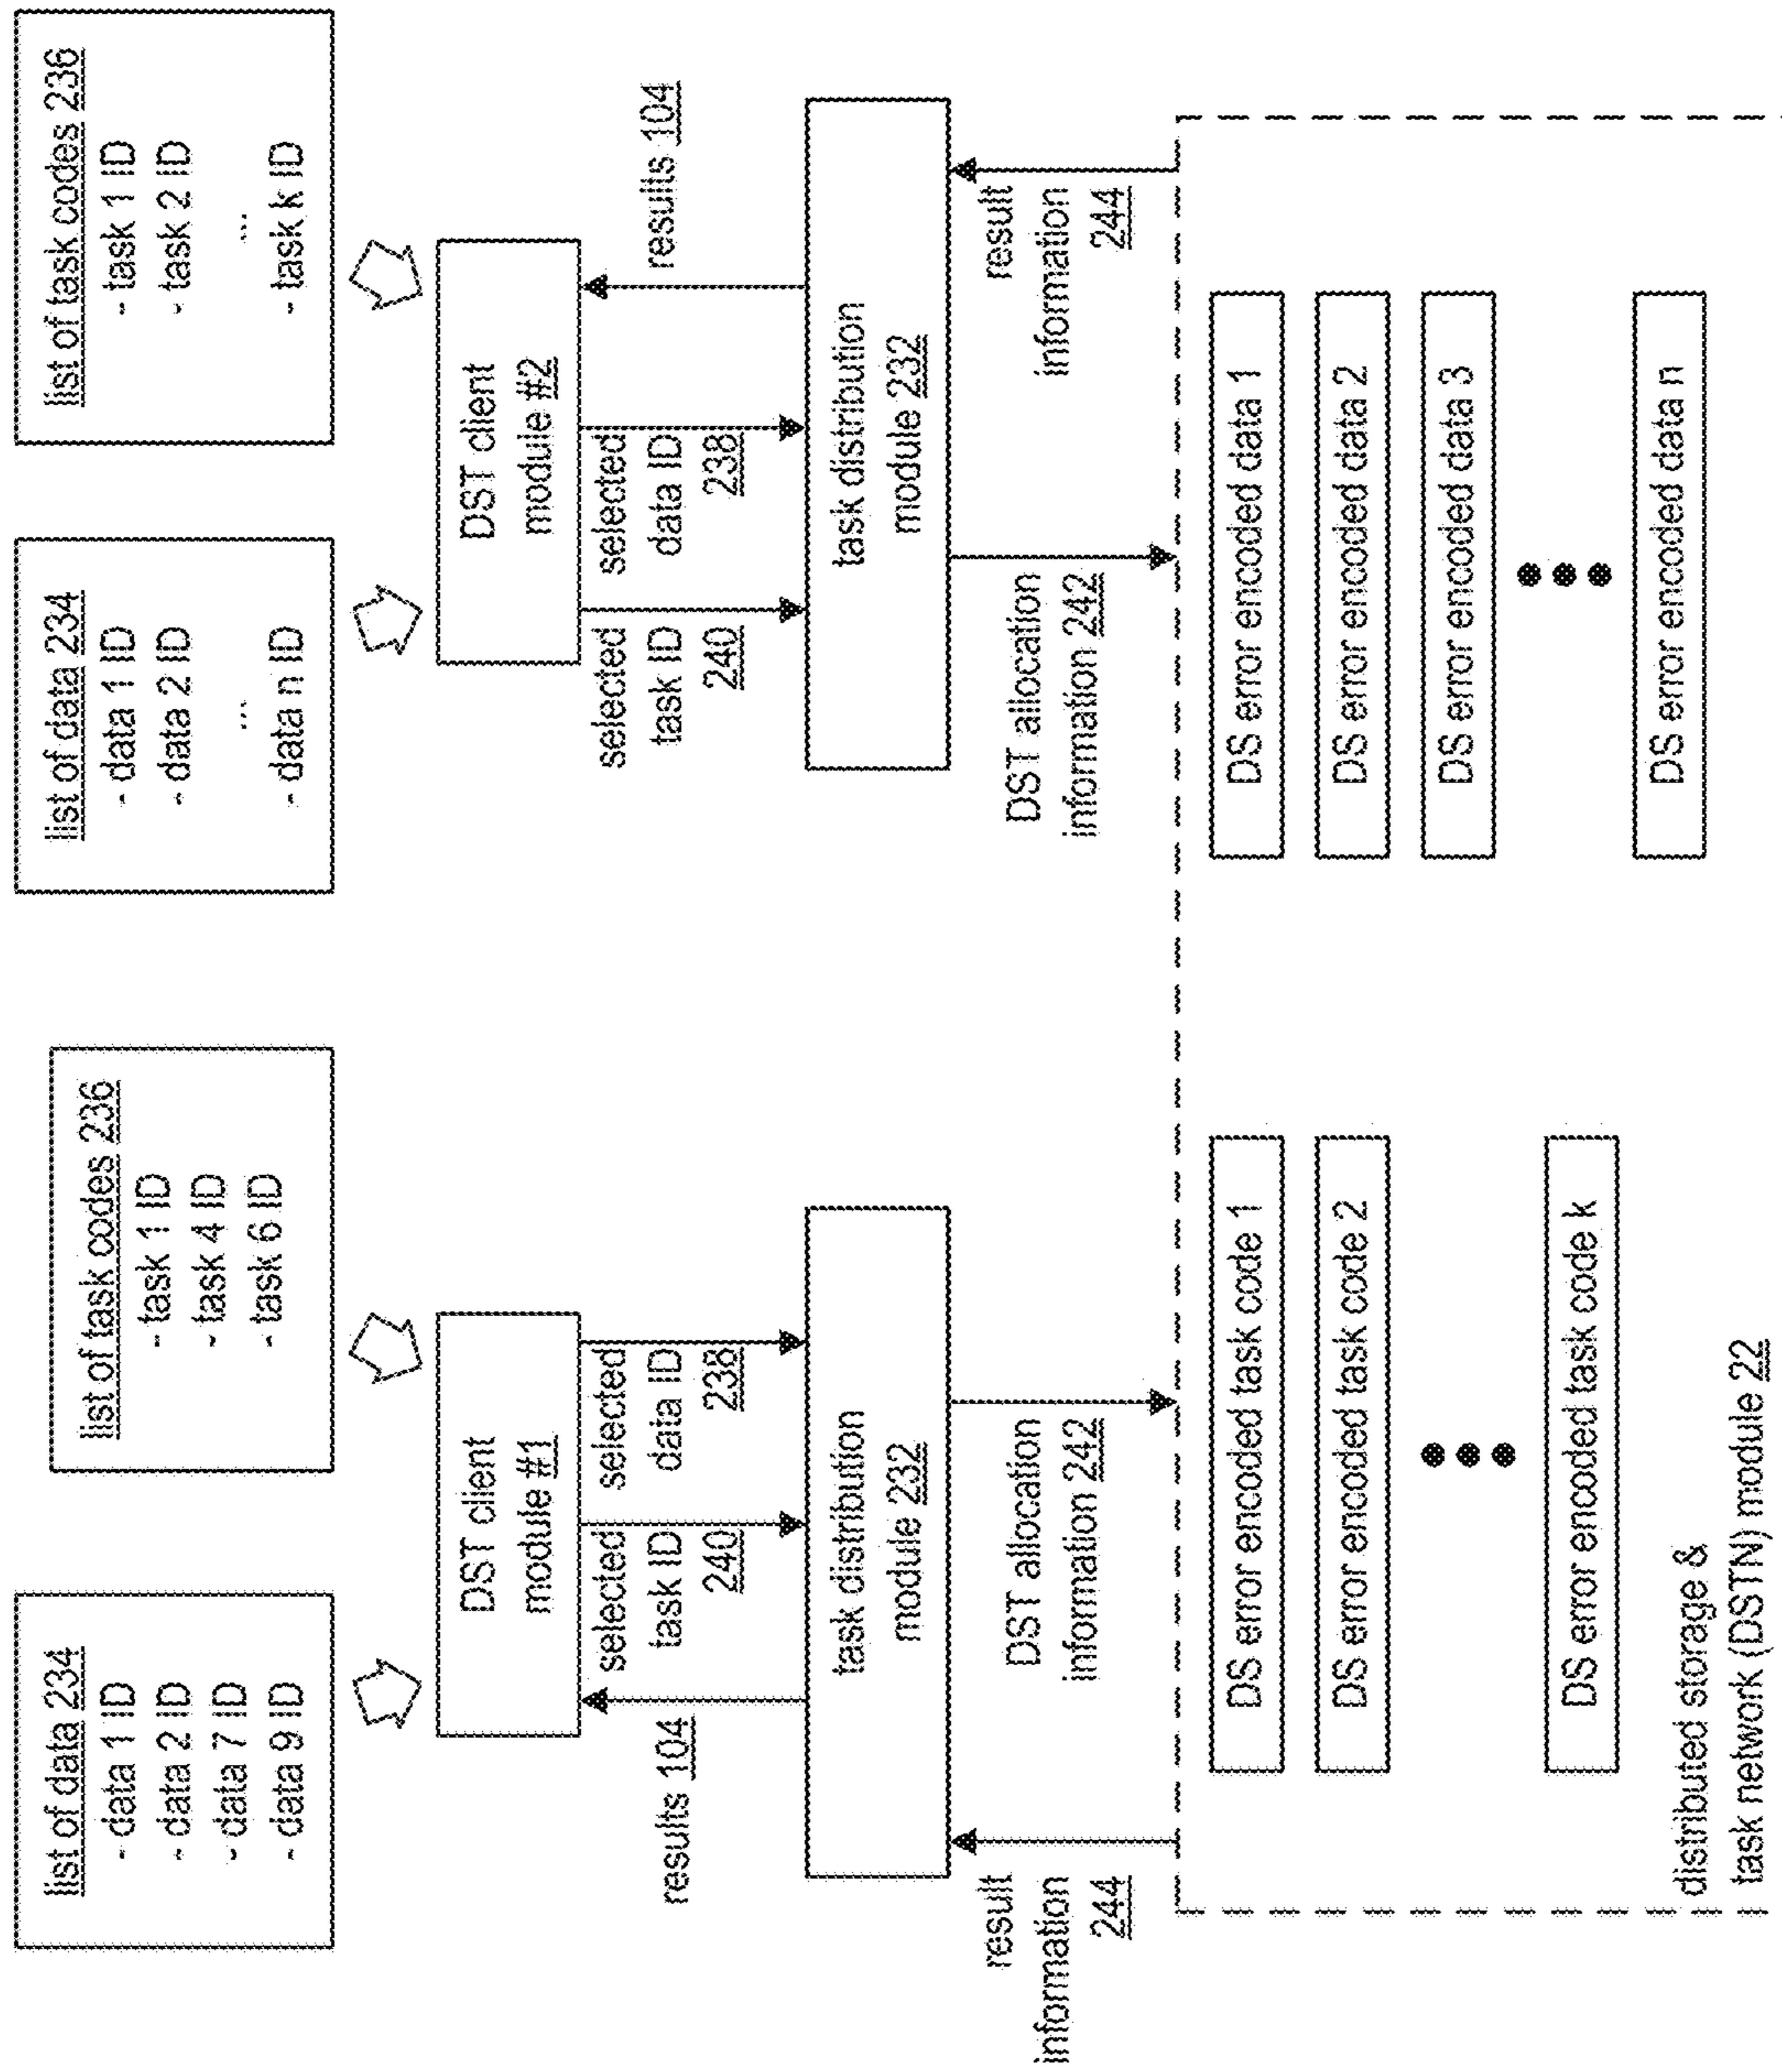 list of data 234
- data 1 ID
- data 2 ID
- data 7 ID
- data 9 ID
list of task codes 236
- task 1 ID
- task 4 ID
- task 6 ID
list of data 234
- data 1 ID
- data 2 ID
...
- data n ID
list of task codes 236
- task 1 ID
- task 2 ID
...
- task k ID
DST client
module #1
DST client
module #2
results 104
selected
task ID
240
selected
data ID
238
selected
task ID
240
selected
data ID
238
results 104
task distribution
module 232
task distribution
module 232
result
information
244
DST allocation
information 242
DST allocation
information 242
result
information
244
DS error encoded task code 1
DS error encoded task code 2
DS error encoded task code k
DS error encoded data 1
DS error encoded data 2
DS error encoded data 3
DS error encoded data n
distributed storage &
task network (DSTN) module 22